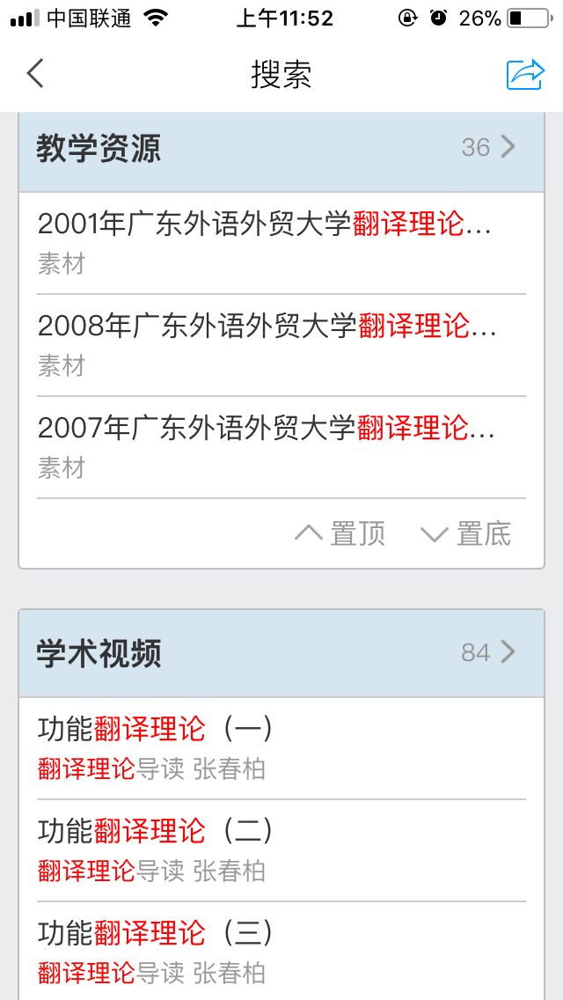 中国联通 上午11:52 26%
搜索
教学资源 36
2001年广东外语外贸大学翻译理论...
素材
2008年广东外语外贸大学翻译理论...
素材
2007年广东外语外贸大学翻译理论...
素材
置顶 置底
学术视频 84
功能翻译理论（一）
翻译理论导读 张春柏
功能翻译理论（二）
翻译理论导读 张春柏
功能翻译理论（三）
翻译理论导读 张春柏